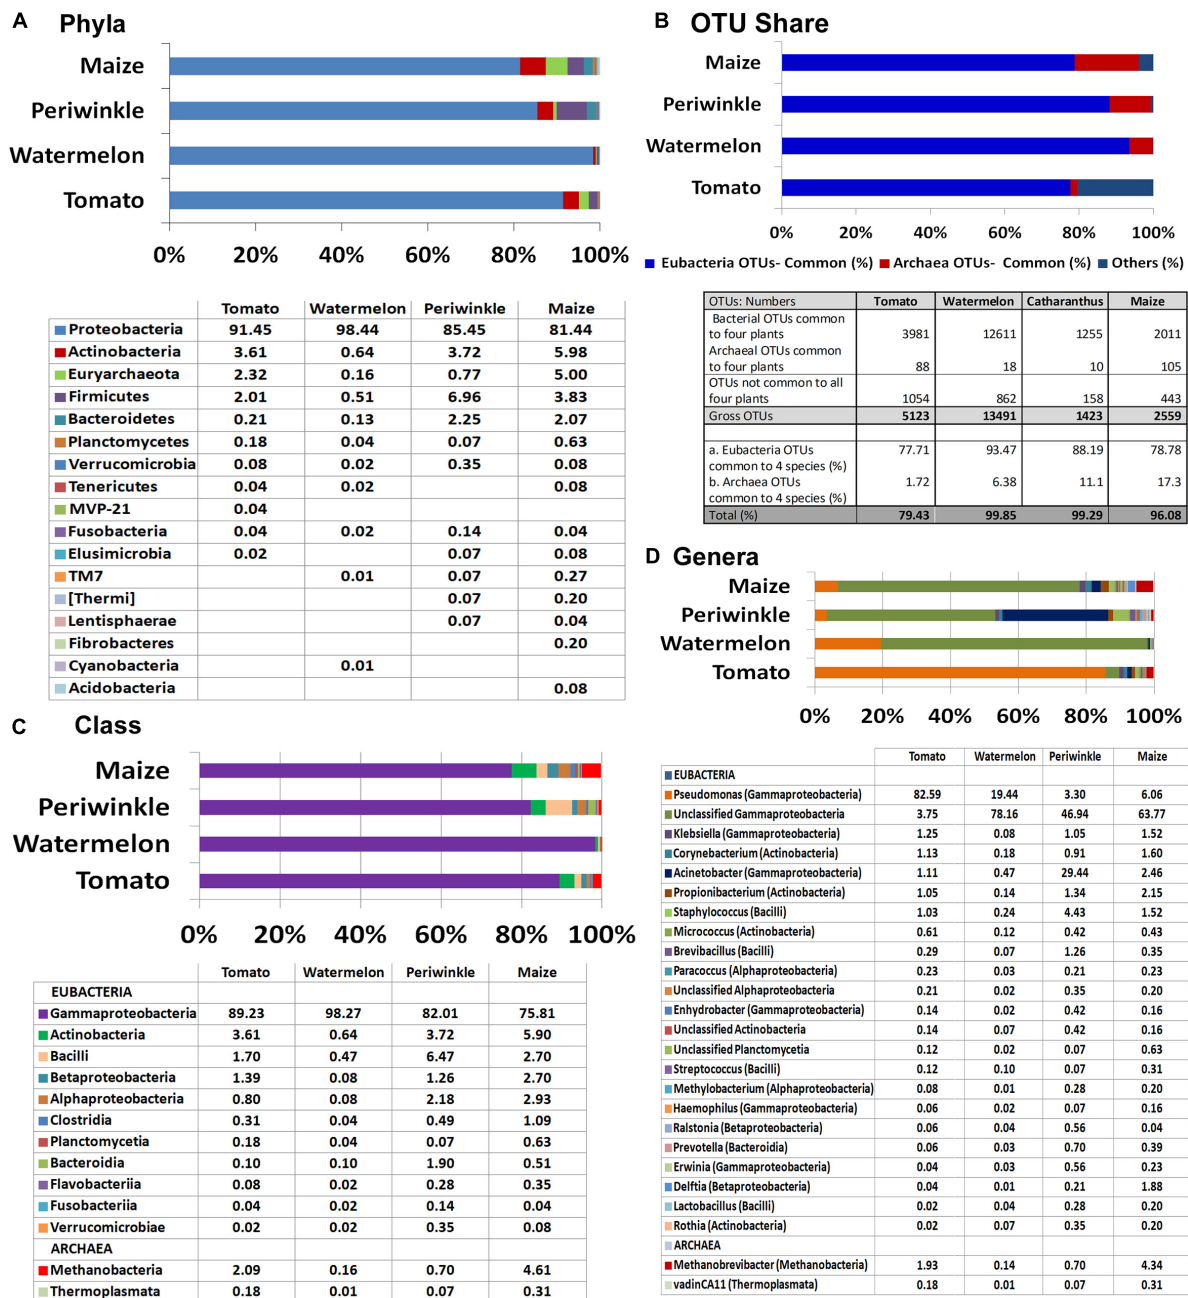 A Phyla
Maize
Periwinkle
Watermelon
Tomato
0% 20% 40% 60% 80% 100%
Tomato Watermelon Periwinkle Maize
Proteobacteria 91.45 98.44 85.45 81.44
Actinobacteria 3.61 0.64 3.72 5.98
Euryarchaeota 2.32 0.16 0.77 5.00
Firmicutes 2.01 0.51 6.96 3.83
Bacteroidetes 0.21 0.13 2.25 2.07
Planctomycetes 0.18 0.04 0.07 0.63
Verrucomicrobia 0.08 0.02 0.35 0.08
Tenericutes 0.04 0.02 0.08
MVP-21 0.04
Fusobacteria 0.04 0.02 0.14 0.04
Elusimicrobia 0.02 0.07 0.08
TM7 0.01 0.07 0.27
[Thermi] 0.07 0.20
Lentisphaerae 0.07 0.04
Fibrobacteres 0.20
Cyanobacteria 0.01
Acidobacteria 0.08
B OTU Share
Maize
Periwinkle
Watermelon
Tomato
0% 20% 40% 60% 80% 100%
Eubacteria OTUs- Common (%) Archaea OTUs- Common (%) Others (%)
OTUs: Numbers Tomato Watermelon Catharanthus Maize
Bacterial OTUs common
to four plants 3981 12611 1255 2011
Archaeal OTUs common
to four plants 88 18 10 105
OTUs not common to all
four plants 1054 862 158 443
Gross OTUs 5123 13491 1423 2559
a. Eubacteria OTUs 77.71 93.47 88.19 78.78
common to 4 species (%)
b. Archaea OTUs 1.72 6.38 11.1 17.3
common to 4 species (%)
Total (%) 79.43 99.85 99.29 96.08
C Class
Maize
Periwinkle
Watermelon
Tomato
0% 20% 40% 60% 80% 100%
Tomato Watermelon Periwinkle Maize
EUBACTERIA
Gammaproteobacteria 89.23 98.27 82.01 75.81
Actinobacteria 3.61 0.64 3.72 5.90
Bacilli 1.70 0.47 6.47 2.70
Betaproteobacteria 1.39 0.08 1.26 2.70
Alphaproteobacteria 0.80 0.08 2.18 2.93
Clostridia 0.31 0.04 0.49 1.09
Planctomycetia 0.18 0.04 0.07 0.63
Bacteroidia 0.10 0.10 1.90 0.51
Flavobacteriia 0.08 0.02 0.28 0.35
Fusobacteriia 0.04 0.02 0.14 0.04
Verrucomicrobiae 0.02 0.02 0.35 0.08
ARCHAEA
Methanobacteria 2.09 0.16 0.70 4.61
Thermoplasmata 0.18 0.01 0.07 0.31
D Genera
Maize
Periwinkle
Watermelon
Tomato
0% 20% 40% 60% 80% 100%
Tomato Watermelon Periwinkle Maize
EUBACTERIA
Pseudomonas (Gammaproteobacteria) 82.59 19.44 3.30 6.06
Unclassified Gammaproteobacteria 3.75 78.16 46.94 63.77
Klebsiella (Gammaproteobacteria) 1.25 0.08 1.05 1.52
Corynebacterium (Actinobacteria) 1.13 0.18 0.91 1.60
Acinetobacter (Gammaproteobacteria) 1.11 0.47 29.44 2.46
Propionibacterium (Actinobacteria) 1.05 0.14 1.34 2.15
Staphylococcus (Bacilli) 1.03 0.24 4.43 1.52
Micrococcus (Actinobacteria) 0.61 0.12 0.42 0.43
Brevibacillus (Bacilli) 0.29 0.07 1.26 0.35
Paracoccus (Alphaproteobacteria) 0.23 0.03 0.21 0.23
Unclassified Alphaproteobacteria 0.21 0.02 0.35 0.20
Enhydrobacter (Gammaproteobacteria) 0.14 0.02 0.42 0.16
Unclassified Actinobacteria 0.14 0.07 0.42 0.16
Unclassified Planctomycetia 0.12 0.02 0.07 0.63
Streptococcus (Bacilli) 0.12 0.10 0.07 0.31
Methylobacterium (Alphaproteobacteria) 0.08 0.01 0.28 0.20
Haemophilus (Gammaproteobacteria) 0.06 0.02 0.07 0.16
Ralstonia (Betaproteobacteria) 0.06 0.04 0.56 0.04
Prevotella (Bacteroidia) 0.06 0.03 0.70 0.39
Erwinia (Gammaproteobacteria) 0.04 0.03 0.56 0.23
Delftia (Betaproteobacteria) 0.04 0.01 0.21 1.88
Lactobacillus (Bacilli) 0.02 0.04 0.28 0.20
Rothia (Actinobacteria) 0.02 0.07 0.35 0.20
ARCHAEA
Methanobrevibacter (Methanobacteria) 1.93 0.14 0.70 4.34
vadinCA11 (Thermoplasmata) 0.18 0.01 0.07 0.31